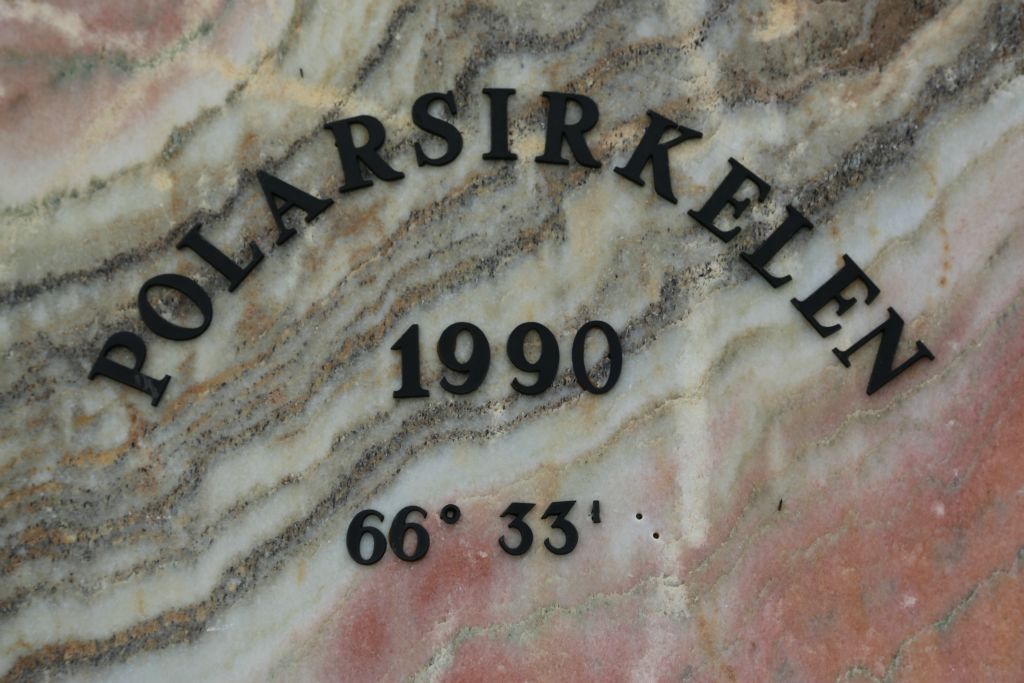 POLARSIRKELEN
1990
66° 33'